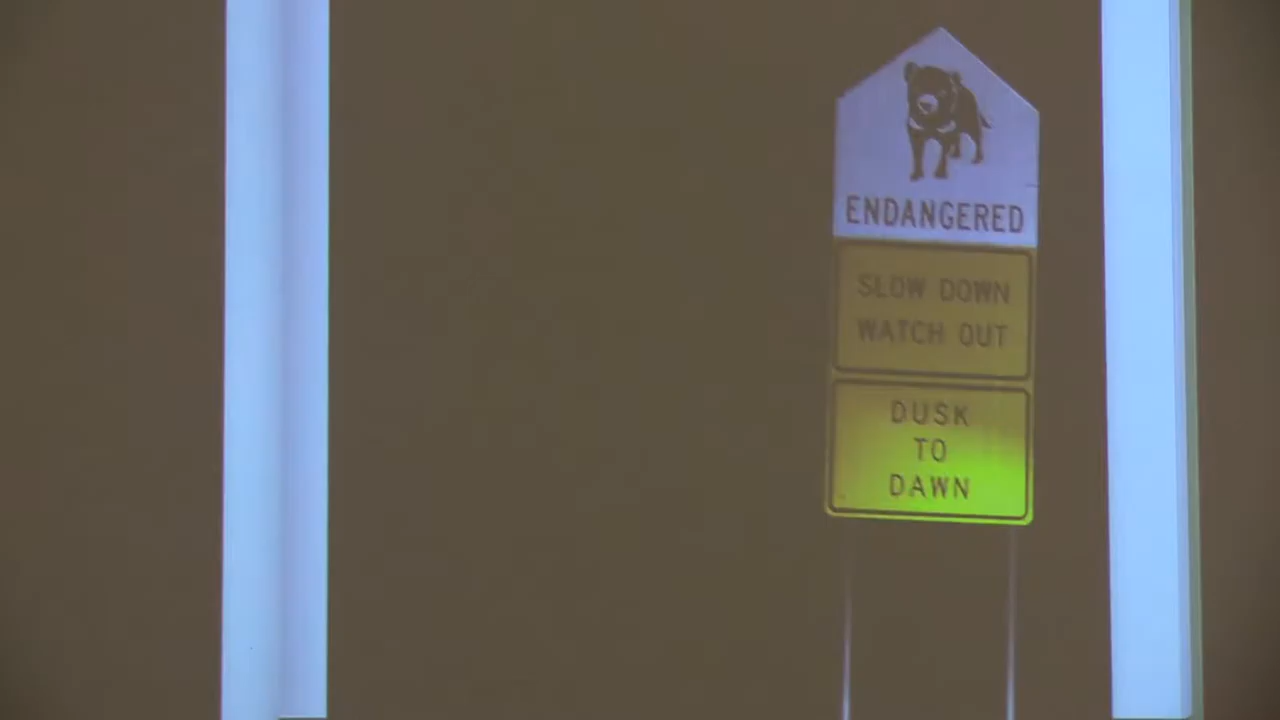 ENDANGERED
SLOW DOWN
WATCH OUT
DUSK
TO
DAWN